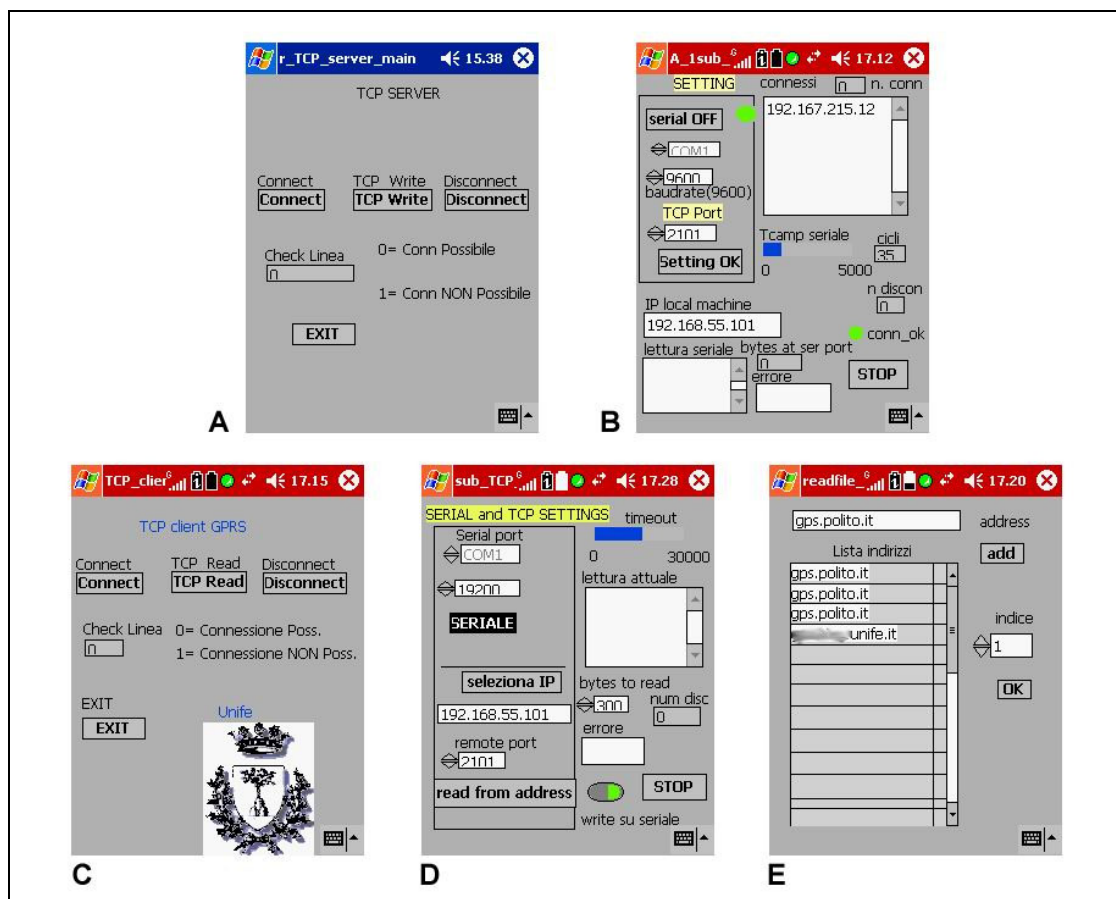 r_TCP_server_main 15.38
TCP SERVER
Connect TCP Write Disconnect
Connect TCP Write Disconnect
Check Linea 0= Conn Possibile
0
1= Conn NON Possibile
EXIT
A
A_1sub_ G 17.12
SETTING connessi 0 n. conn
serial OFF 192.167.215.12
COM1
9600
baudrate(9600)
TCP Port
2101
Setting OK
Tcamp seriale cicli
35
0 5000
n discon
0
IP local machine
192.168.55.101
conn_ok
lettura seriale bytes at ser port
0
errore STOP
B
TCP_clier G 17.15
TCP client GPRS
Connect TCP Read Disconnect
Connect TCP Read Disconnect
Check Linea 0= Connessione Poss.
0 1= Connessione NON Poss.
EXIT
EXIT
Unife
C
sub_TCP. G 17.28
SERIAL and TCP SETTINGS timeout
Serial port
COM1 0 30000
19200 lettura attuale
SERIALE
seleziona IP bytes to read
300 num disc
192.168.55.101 0
remote port errore
2101
read from address STOP
write su seriale
D
readfile_ G 17.20
gps.polito.it address
Lista indirizzi add
gps.polito.it
gps.polito.it
gps.polito.it indice
unife.it 1
OK
E